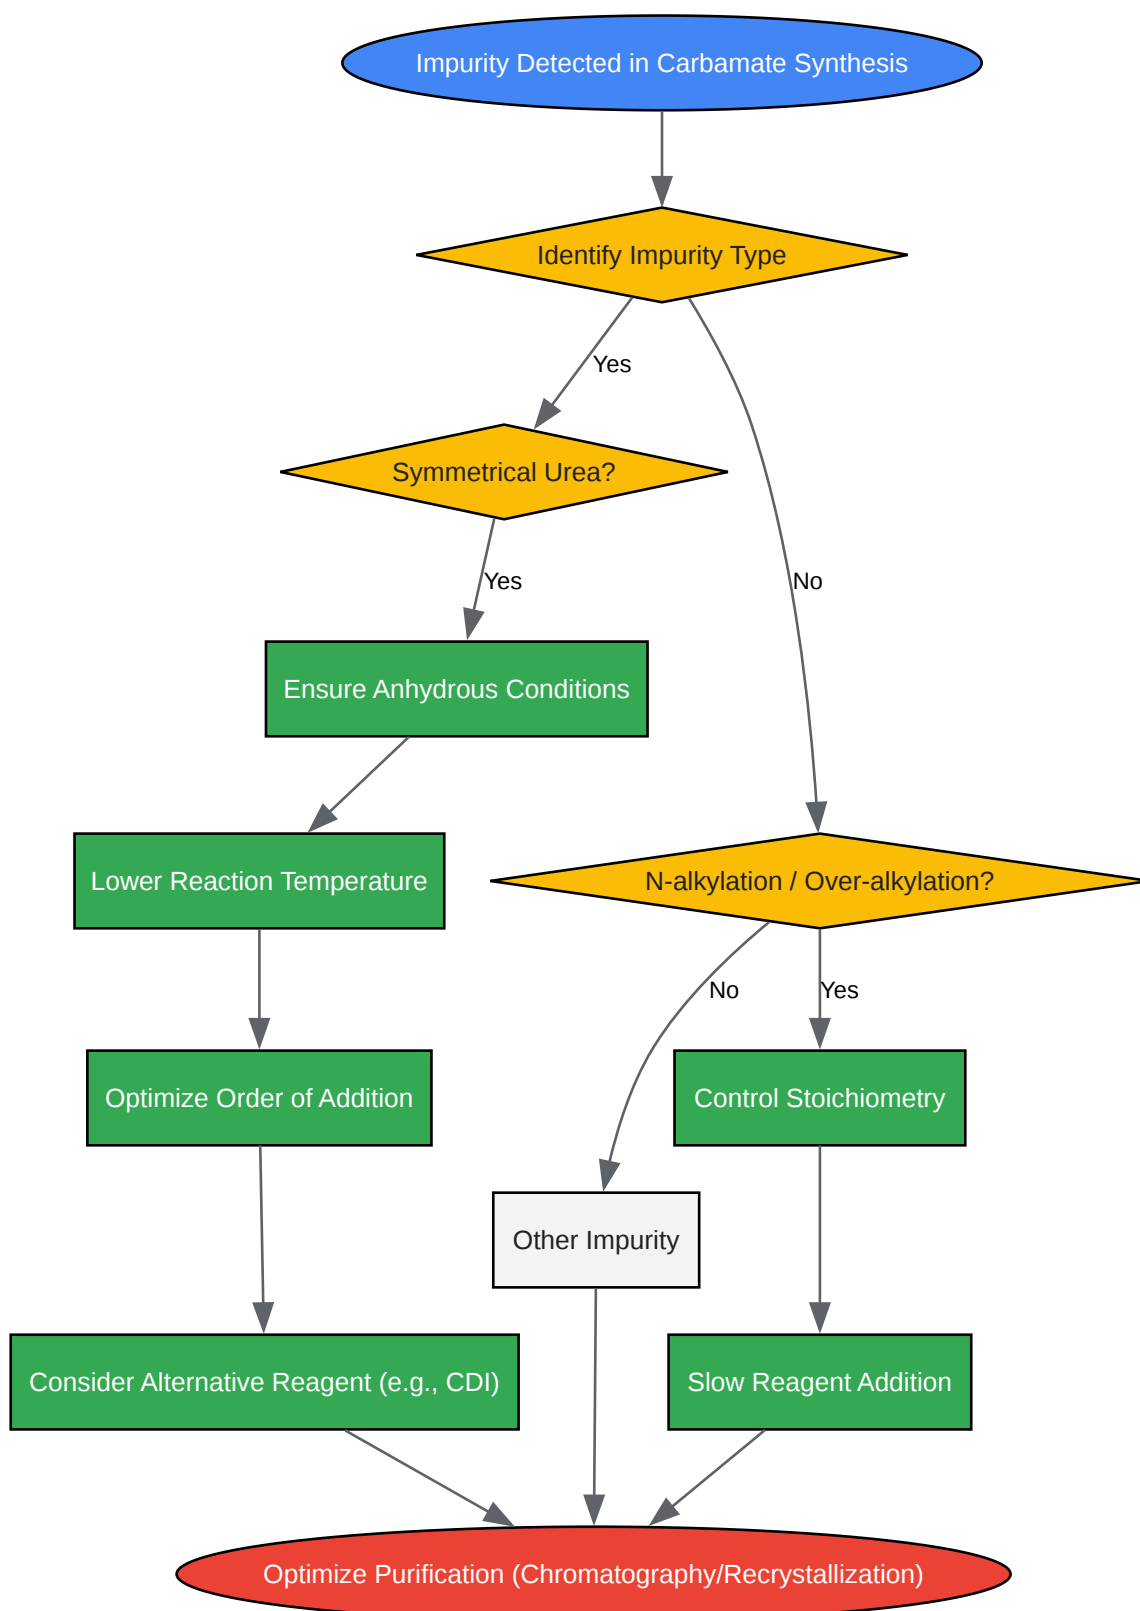 Impurity Detected in Carbamate Synthesis
Identify Impurity Type
Yes
Symmetrical Urea?
Yes
No
Ensure Anhydrous Conditions
Lower Reaction Temperature
N-alkylation / Over-alkylation?
No
Yes
Optimize Order of Addition
Control Stoichiometry
Other Impurity
Consider Alternative Reagent (e.g., CDI)
Slow Reagent Addition
Optimize Purification (Chromatography/Recrystallization)